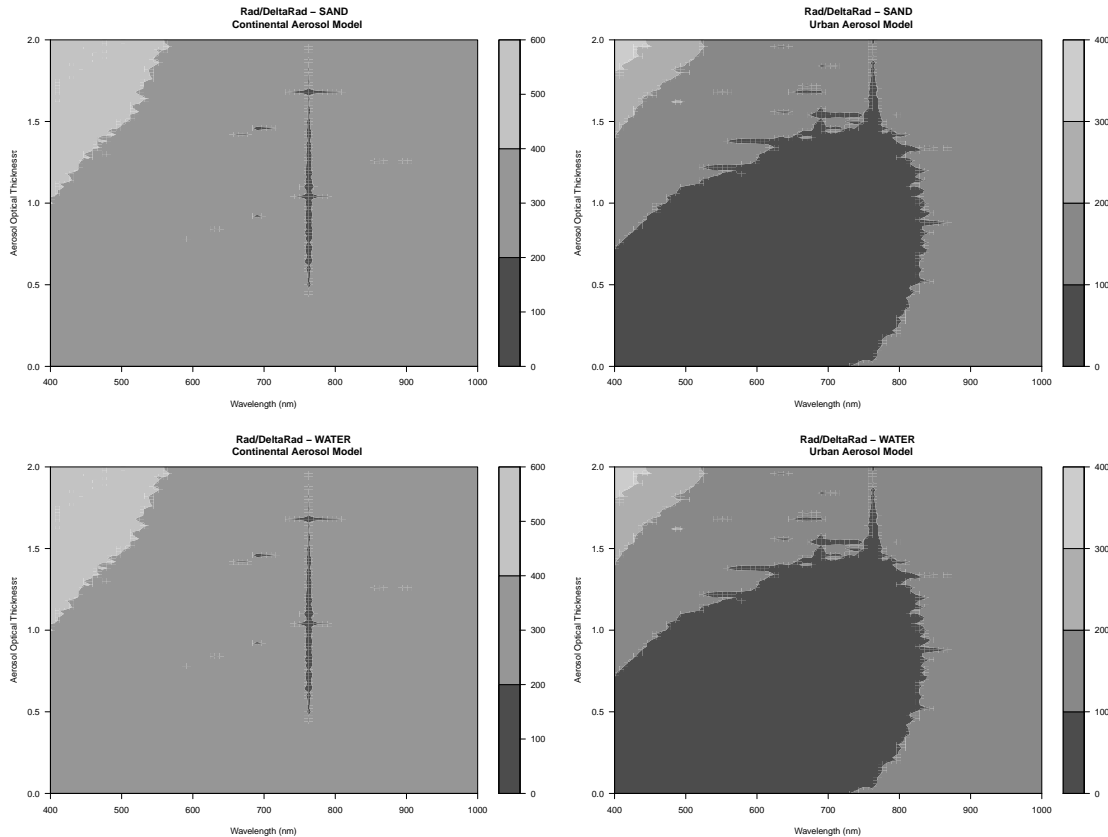 Rad/DeltaRad – SAND
Continental Aerosol Model
2.0
1.5
1.0
0.5
0.0
Aerosol Optical Thicknessτ
400 500 600 700 800 900 1000
Wavelength (nm)
600
500
400
300
200
100
0
Rad/DeltaRad – SAND
Urban Aerosol Model
2.0
1.5
1.0
0.5
0.0
Aerosol Optical Thicknessτ
400 500 600 700 800 900 1000
Wavelength (nm)
400
300
200
100
0
Rad/DeltaRad – WATER
Continental Aerosol Model
2.0
1.5
1.0
0.5
0.0
Aerosol Optical Thicknessτ
400 500 600 700 800 900 1000
Wavelength (nm)
600
500
400
300
200
100
0
Rad/DeltaRad – WATER
Urban Aerosol Model
2.0
1.5
1.0
0.5
0.0
Aerosol Optical Thicknessτ
400 500 600 700 800 900 1000
Wavelength (nm)
400
300
200
100
0